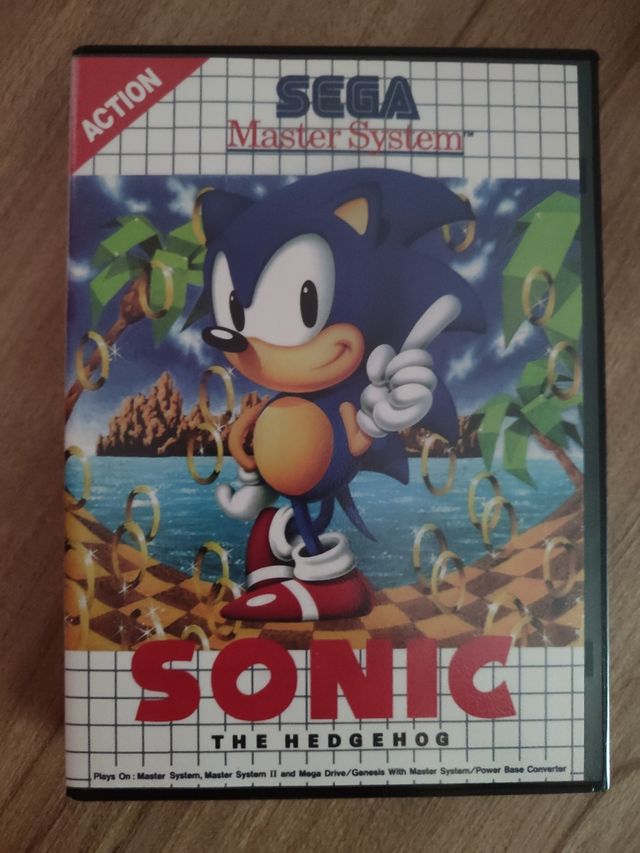 ACTION
SEGA
Master System™
SONIC
THE HEDGEHOG
Plays On : Master System, Master System II and Mega Drive/Genesis With Master System/Power Base Converter